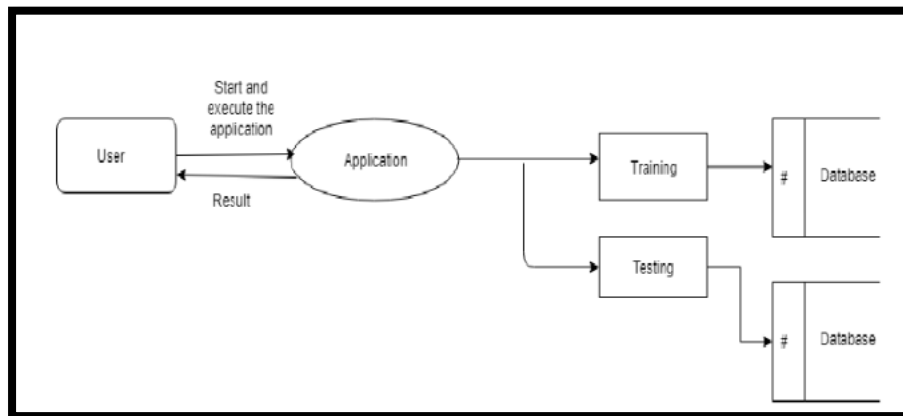 Start and
execute the
application
User
Application
Result
Training
# Database
Testing
# Database